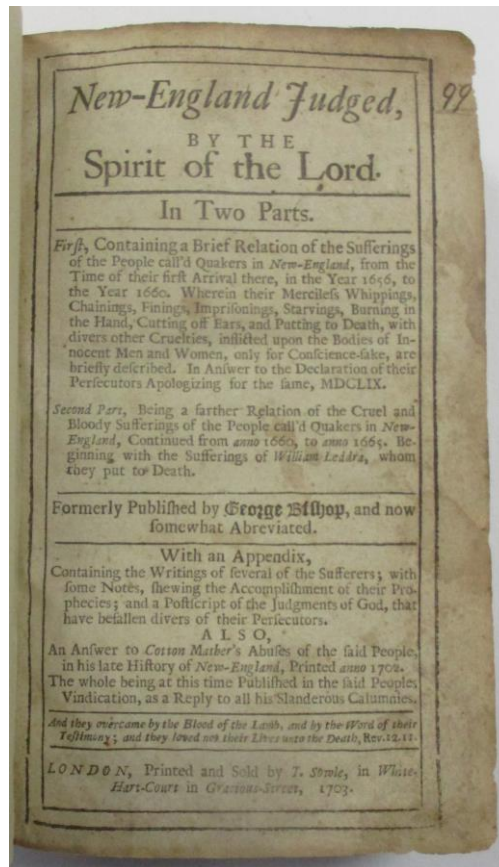 New-England Judged,
99
BY THE
Spirit of the Lord.
In Two Parts.
First, Containing a Brief Relation of the Sufferings
of the People call'd Quakers in New-England, from the
Time of their first Arrival there, in the Year 1656, to
the Year 1660. Wherein their Merciless Whippings,
Chainings, Finings, Imprisonings, Starvings, Burning in
the Hand, Cutting off Ears, and Putting to Death, with
divers other Cruelties, inflicted upon the Bodies of In-
nocent Men and Women, only for Conscience-sake, are
briefly described. In Answer to the Declaration of their
Persecutors Apologizing for the same, MDCLIX.
Second Part, Being a farther Relation of the Cruel and
Bloody Sufferings of the People call'd Quakers in New-
England, Continued from anno 1660, to anno 1665. Be-
ginning with the Sufferings of William Leddra, whom
they put to Death.
Formerly Published by George Bishop, and now
somewhat Abreviated.
With an Appendix,
Containing the Writings of several of the Sufferers; with
some Notes, shewing the Accomplishment of their Pro-
phecies; and a Postscript of the Judgments of God, that
have befallen divers of their Persecutors.
ALSO,
An Answer to Cotton Mather's Abuses of the said People,
in his late History of New-England, Printed anno 1702.
The whole being at this time Published in the said Peoples
Vindication, as a Reply to all his Slanderous Calumnies.
And they overcame by the Blood of the Lamb, and by the Word of their
Testimony; and they loved not their Lives unto the Death, Rev.12.11.
LONDON, Printed and Sold by T. Sowle, in White-
Hart-Court in Gracious-Street, 1703.